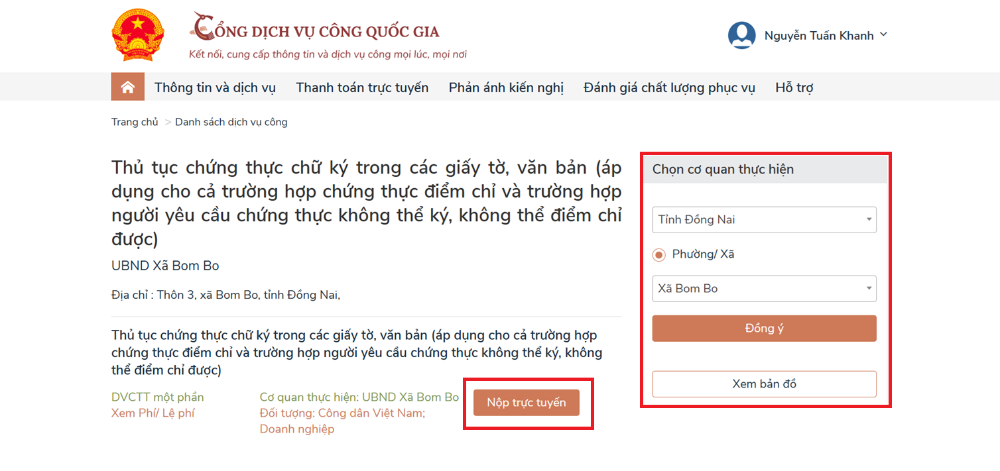 CỔNG DỊCH VỤ CÔNG QUỐC GIA
Kết nối, cung cấp thông tin và dịch vụ công mọi lúc, mọi nơi
Nguyễn Tuấn Khanh
Thông tin và dịch vụ Thanh toán trực tuyến Phản ánh kiến nghị Đánh giá chất lượng phục vụ Hỗ trợ
Trang chủ > Danh sách dịch vụ công
Thủ tục chứng thực chữ ký trong các giấy tờ, văn bản (áp
dụng cho cả trường hợp chứng thực điểm chỉ và trường hợp
người yêu cầu chứng thực không thể ký, không thể điểm chỉ
được)
UBND Xã Bom Bo
Địa chỉ : Thôn 3, xã Bom Bo, tỉnh Đồng Nai,
Thủ tục chứng thực chữ ký trong các giấy tờ, văn bản (áp dụng cho cả trường hợp
chứng thực điểm chỉ và trường hợp người yêu cầu chứng thực không thể ký, không
thể điểm chỉ được)
DVCTT một phần
Xem Phí/ Lệ phí
Cơ quan thực hiện: UBND Xã Bom Bo
Đối tượng: Công dân Việt Nam;
Doanh nghiệp
Nộp trực tuyến
Chọn cơ quan thực hiện
Tỉnh Đồng Nai
Phường/ Xã
Xã Bom Bo
Đồng ý
Xem bản đồ